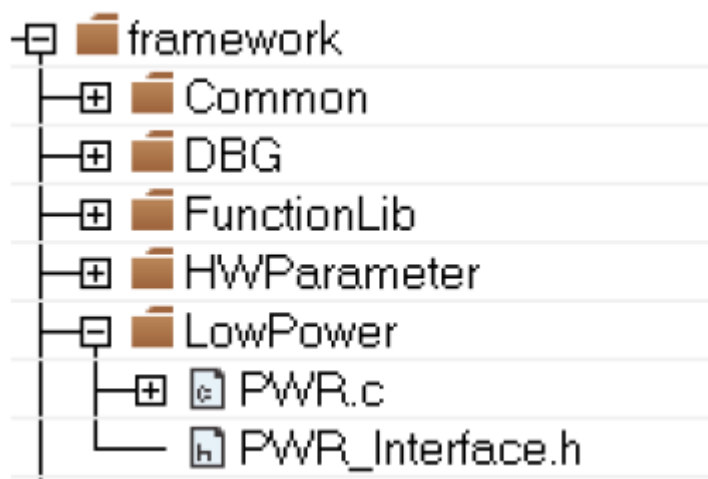 framework
Common
DBG
FunctionLib
HWParameter
LowPower
c PWR.c
h PWR_Interface.h